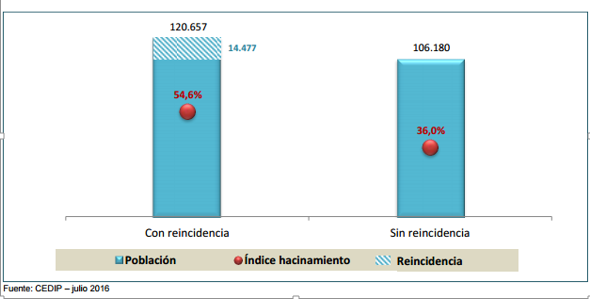 120.657
14.477
106.180
54,6%
36,0%
Con reincidencia
Sin reincidencia
Población
Índice hacinamiento
Reincidencia
Fuente: CEDIP – julio 2016